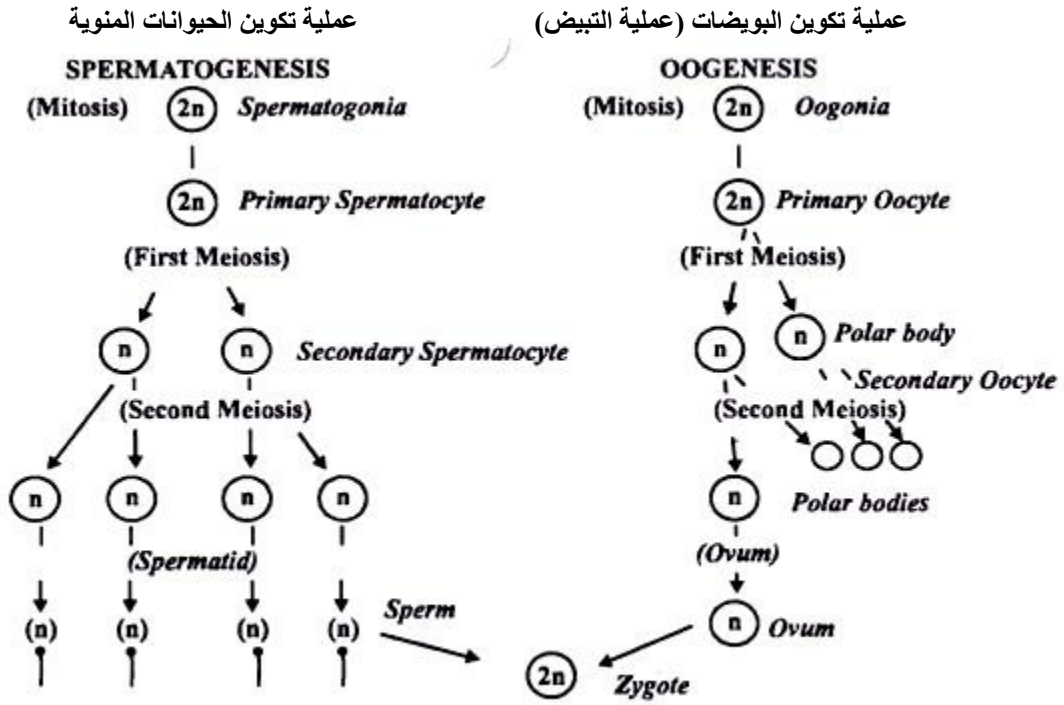 عملية تكوين الحيوانات المنوية
SPERMATOGENESIS
(Mitosis) 2n Spermatogonia
2n Primary Spermatocyte
(First Meiosis)
n n Secondary Spermatocyte
(Second Meiosis)
n n n n
(Spermatid)
(n) (n) (n) (n) Sperm
عملية تكوين البويضات (عملية التبيض)
OOGENESIS
(Mitosis) 2n Oogonia
2n Primary Oocyte
(First Meiosis)
n n Polar body
Secondary Oocyte
(Second Meiosis)
n Polar bodies
(Ovum)
n Ovum
2n Zygote